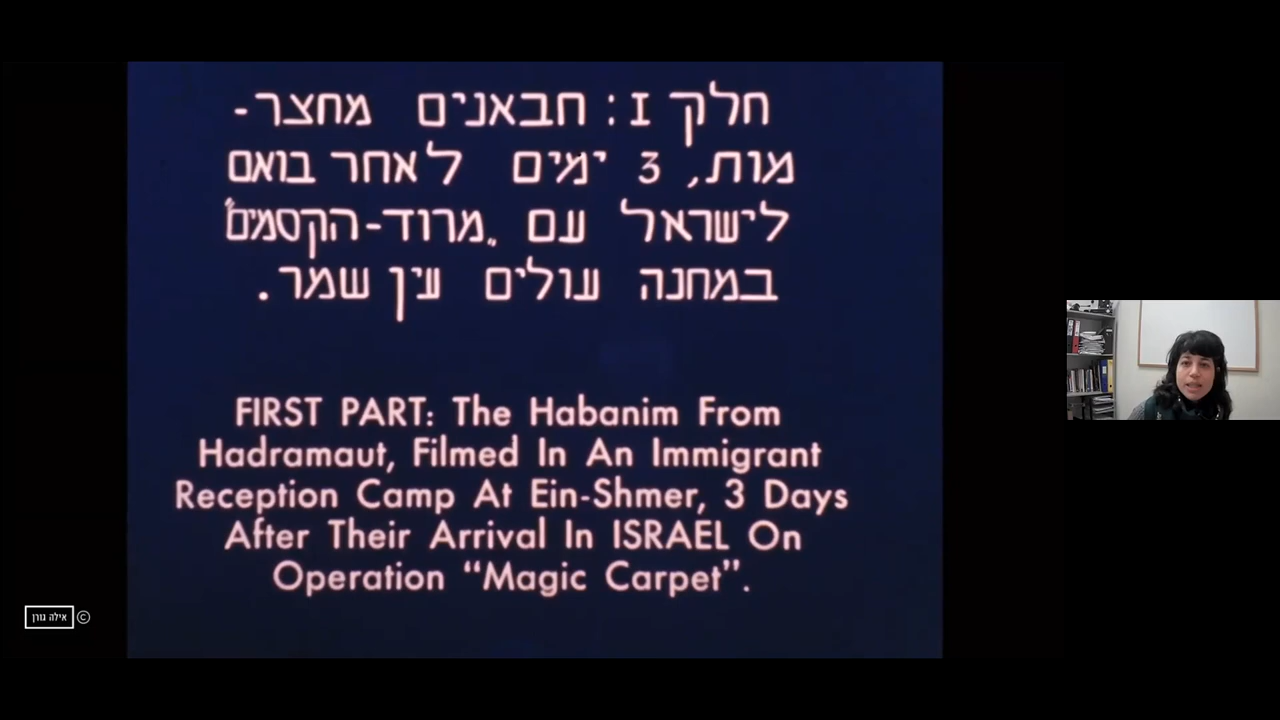 חלק I: חבאנים מחצר-
מות, 3 ימים לאחר בואם
לישראל עם „מרוד-הקסמים”
במחנה עולים עין שמר.
FIRST PART: The Habanim From
Hadramaut, Filmed In An Immigrant
Reception Camp At Ein-Shmer, 3 Days
After Their Arrival In ISRAEL On
Operation “Magic Carpet”.
אילה גורן ©